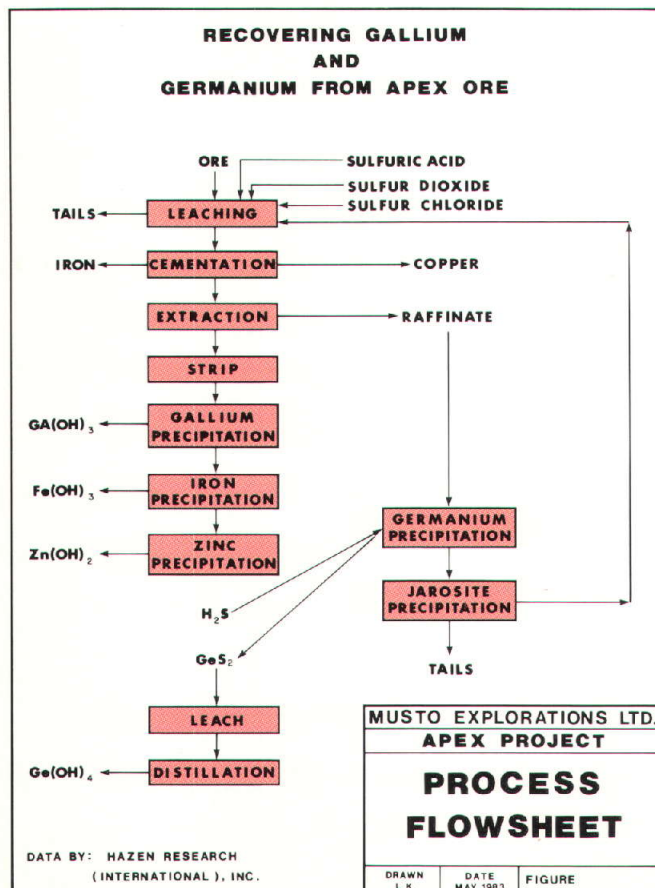 RECOVERING GALLIUM
AND
GERMANIUM FROM APEX ORE
ORE
SULFURIC ACID
SULFUR DIOXIDE
SULFUR CHLORIDE
TAILS
LEACHING
IRON
CEMENTATION
COPPER
EXTRACTION
RAFFINATE
STRIP
GA(OH)3
GALLIUM
PRECIPITATION
Fe(OH)3
IRON
PRECIPITATION
Zn(OH)2
ZINC
PRECIPITATION
GERMANIUM
PRECIPITATION
JAROSITE
PRECIPITATION
H2S
GeS2
TAILS
LEACH
Ge(OH)4
DISTILLATION
MUSTO EXPLORATIONS LTD.
APEX PROJECT
PROCESS
FLOWSHEET
DATA BY: HAZEN RESEARCH
(INTERNATIONAL), INC.
DRAWN
DATE
MAY 1983
FIGURE